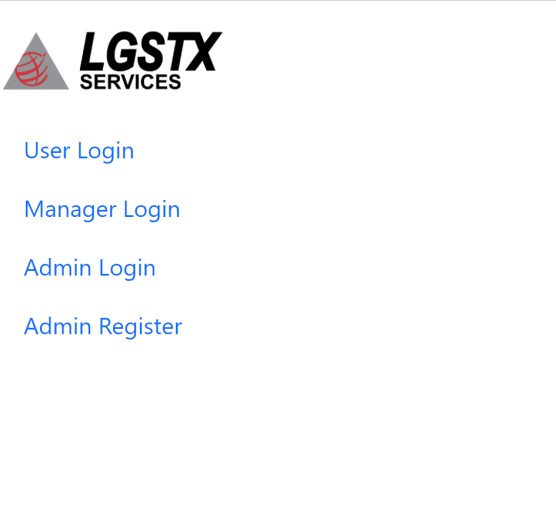 LGSTX
SERVICES
User Login
Manager Login
Admin Login
Admin Register